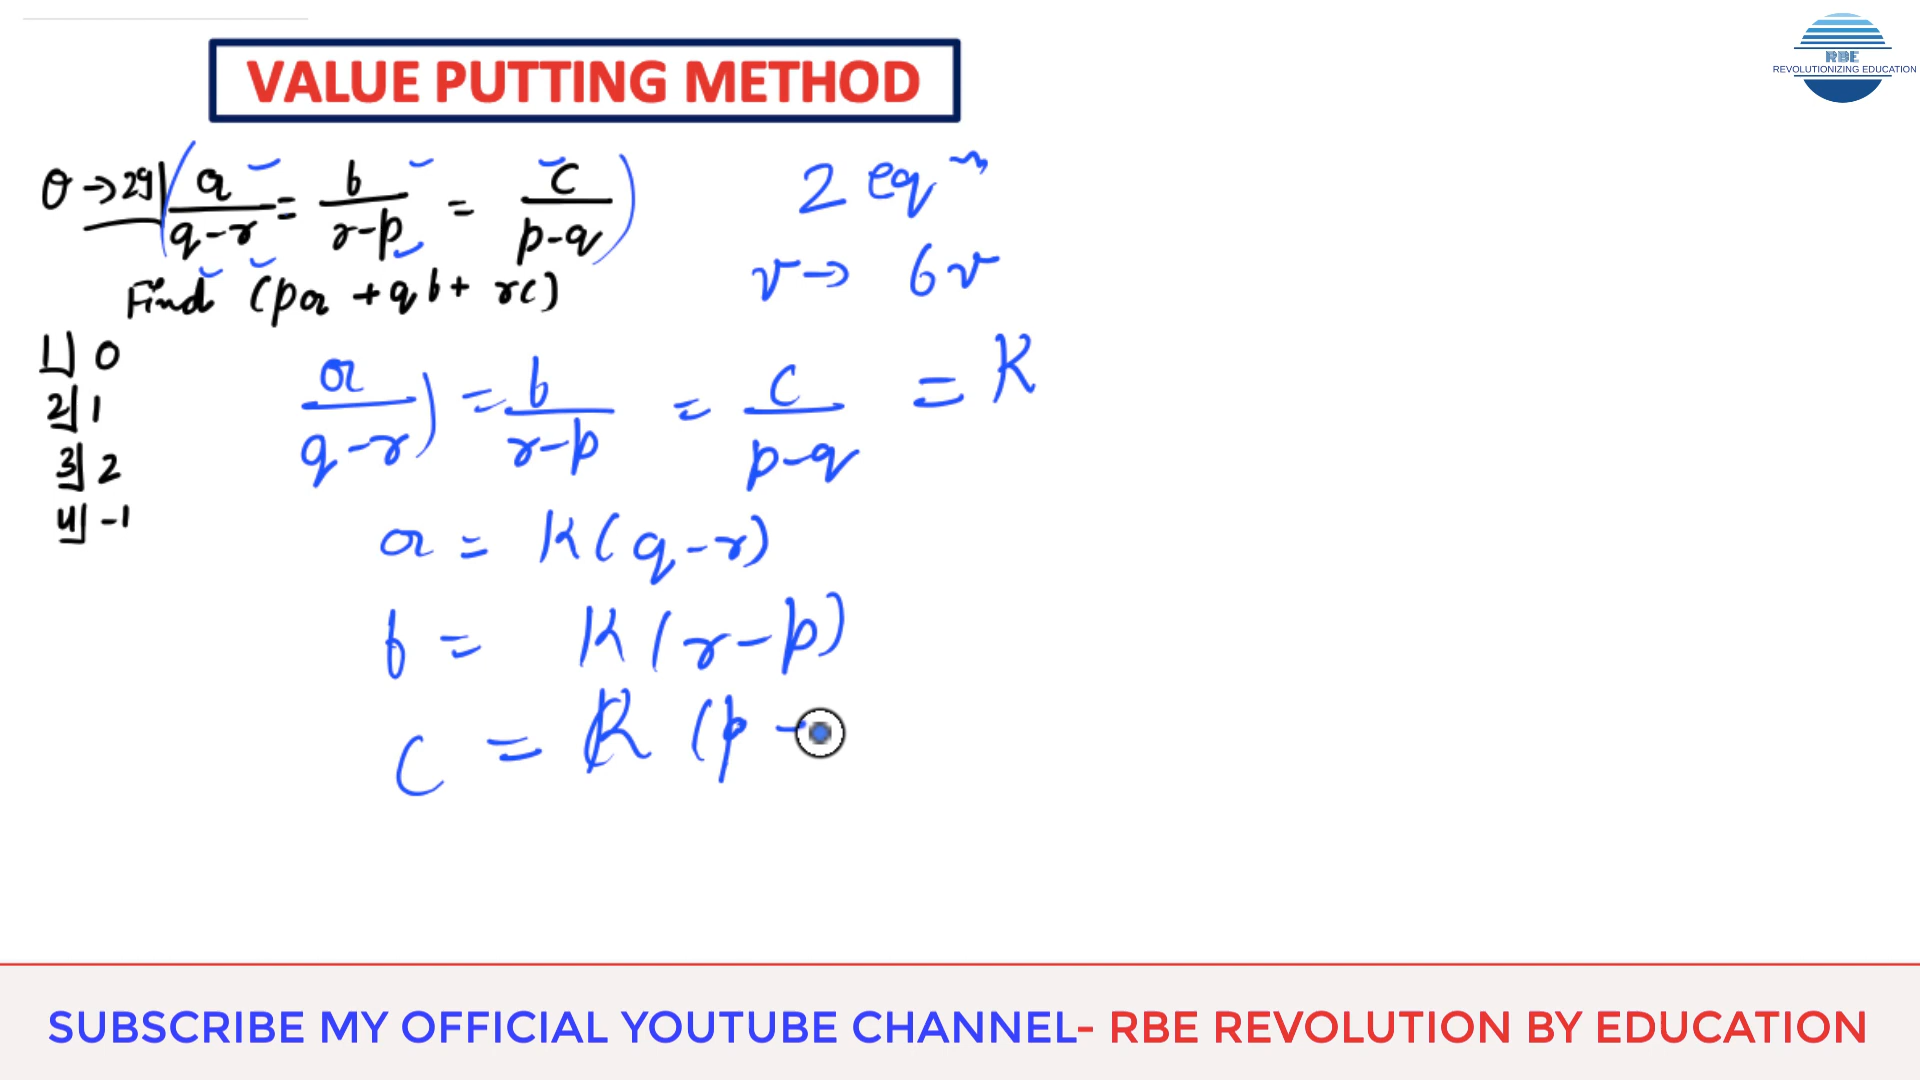 RBE
REVOLUTIONIZING EDUCATION
VALUE PUTTING METHOD
Q→29| (a/(q-r) = b/(r-p) = c/(p-q))
Find (pa + qb + rc)
1] 0
2] 1
3] 2
4] -1
2 eqⁿ
v→ 6v
a/(q-r) = b/(r-p) = c/(p-q) = K
a = K(q-r)
b = K(r-p)
c = K (p -
SUBSCRIBE MY OFFICIAL YOUTUBE CHANNEL- RBE REVOLUTION BY EDUCATION